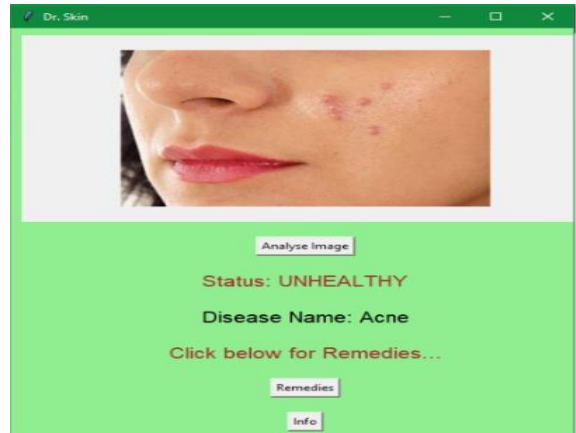 Dr. Skin
Analyse Image
Status: UNHEALTHY
Disease Name: Acne
Click below for Remedies...
Remedies
Info